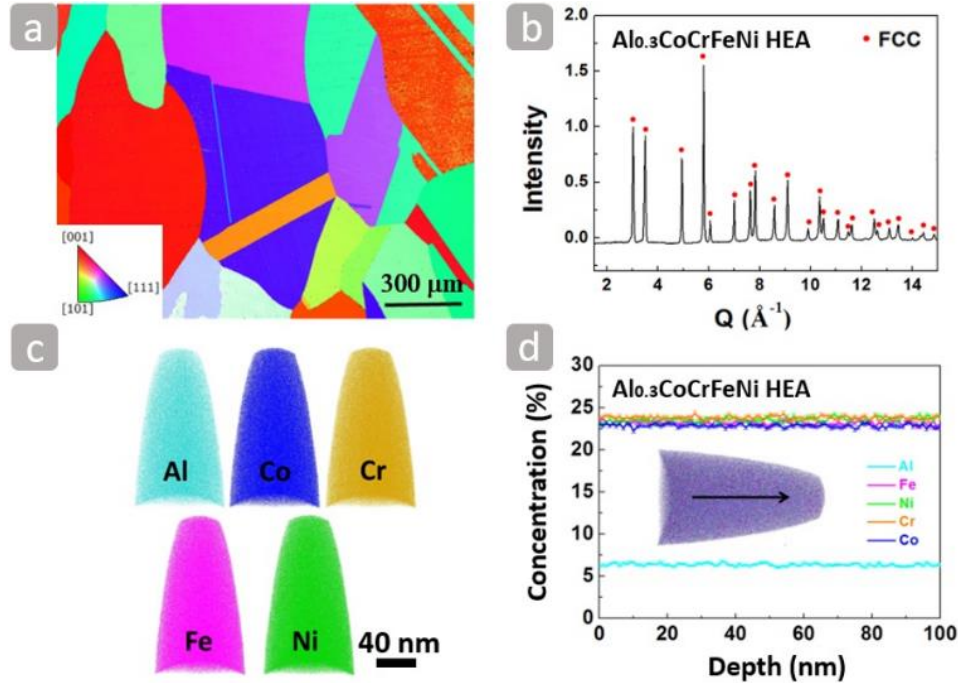 a
[001]
[111]
[101]
300 μm
b
Al0.3CoCrFeNi HEA
FCC
2.0
1.5
1.0
0.5
0.0
Intensity
2 4 6 8 10 12 14
Q (Å-1)
c
Al Co Cr
Fe Ni
40 nm
d
Al0.3CoCrFeNi HEA
30
25
20
15
10
5
0
Concentration (%)
Al
Fe
Ni
Cr
Co
0 20 40 60 80 100
Depth (nm)